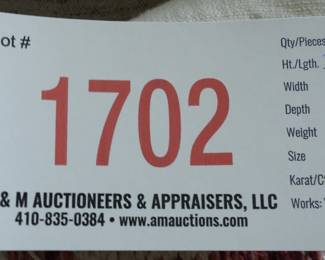 ot #
1702
& M AUCTIONEERS & APPRAISERS, LLC
410-835-0384 • www.amauctions.com
Qty/Pieces
Ht./Lgth.
Width
Depth
Weight
Size
Karat/C
Works: